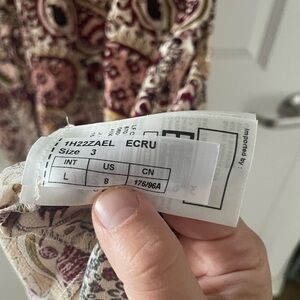 1H22ZAEL ECRU
Size 3
INT US CN
L 8 176/96A
Imported by: